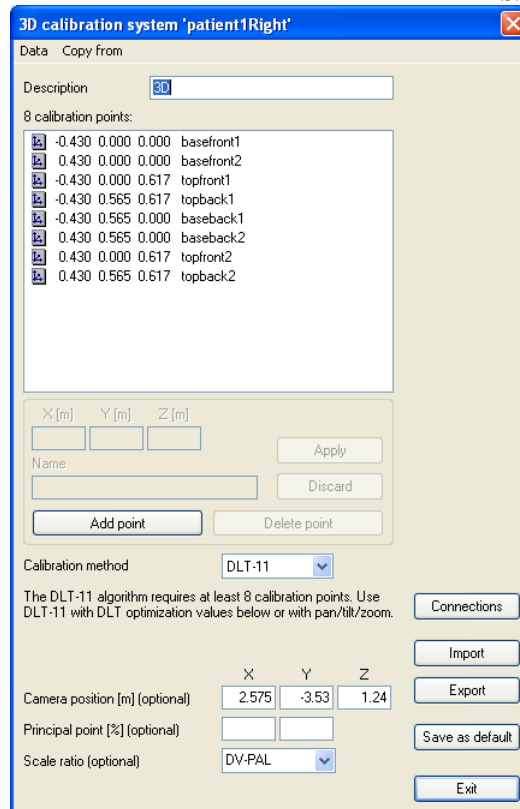 3D calibration system 'patient1Right'
Data Copy from
Description 3D
8 calibration points:
-0.430 0.000 0.000 basefront1
0.430 0.000 0.000 basefront2
-0.430 0.000 0.617 topfront1
-0.430 0.565 0.617 topback1
-0.430 0.565 0.000 baseback1
0.430 0.565 0.000 baseback2
0.430 0.000 0.617 topfront2
0.430 0.565 0.617 topback2
X [m] Y [m] Z [m]
Apply
Name
Discard
Add point Delete point
Calibration method DLT-11
The DLT-11 algorithm requires at least 8 calibration points. Use
DLT-11 with DLT optimization values below or with pan/tilt/zoom.
Connections
Import
X Y Z
Camera position [m] (optional) 2.575 -3.53 1.24
Export
Principal point [%] (optional)
Save as default
Scale ratio (optional) DV-PAL
Exit